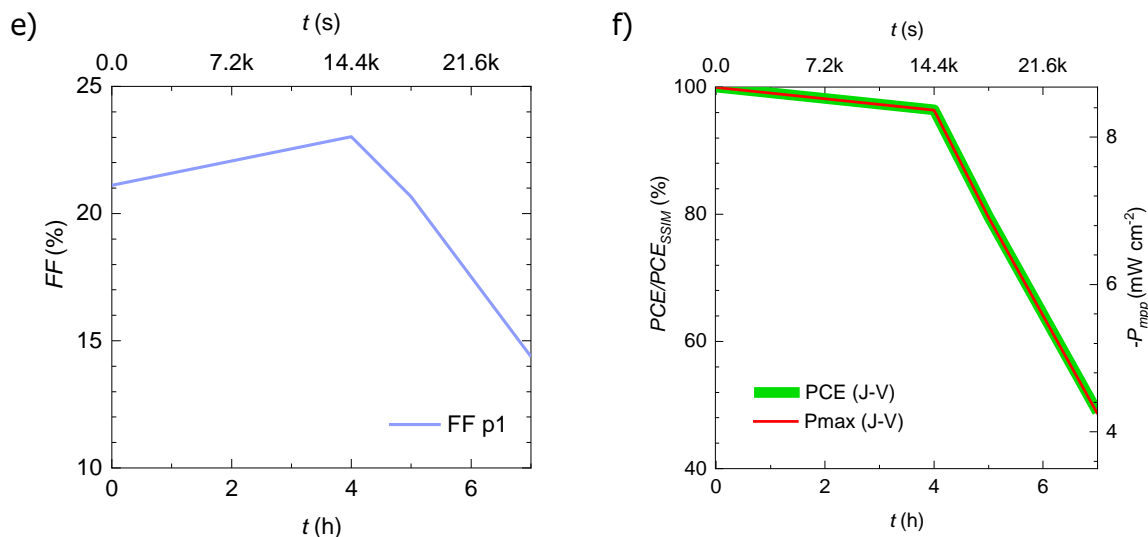 e)
t (s)
0.0 7.2k 14.4k 21.6k
25
20
15
10
FF (%)
FF p1
0 2 4 6
t (h)
f)
t (s)
0.0 7.2k 14.4k 21.6k
100
80
60
40
PCE/PCE_SSIM (%)
8
6
4
-P_mpp (mW cm⁻²)
PCE (J-V)
Pmax (J-V)
0 2 4 6
t (h)